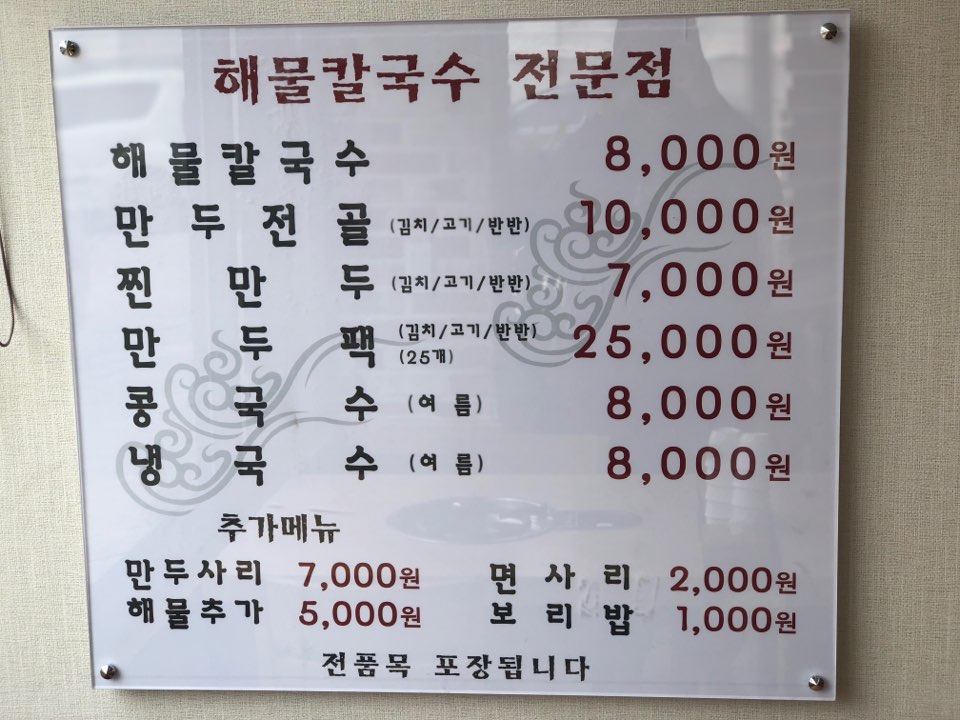 해물칼국수 전문점
해물칼국수 8,000원
만두전골 (김치/고기/반반) 10,000원
찐만두 (김치/고기/반반) 7,000원
만두팩 (김치/고기/반반) (25개) 25,000원
콩국수 (여름) 8,000원
냉국수 (여름) 8,000원
추가메뉴
만두사리 7,000원 면사리 2,000원
해물추가 5,000원 보리밥 1,000원
전품목 포장됩니다